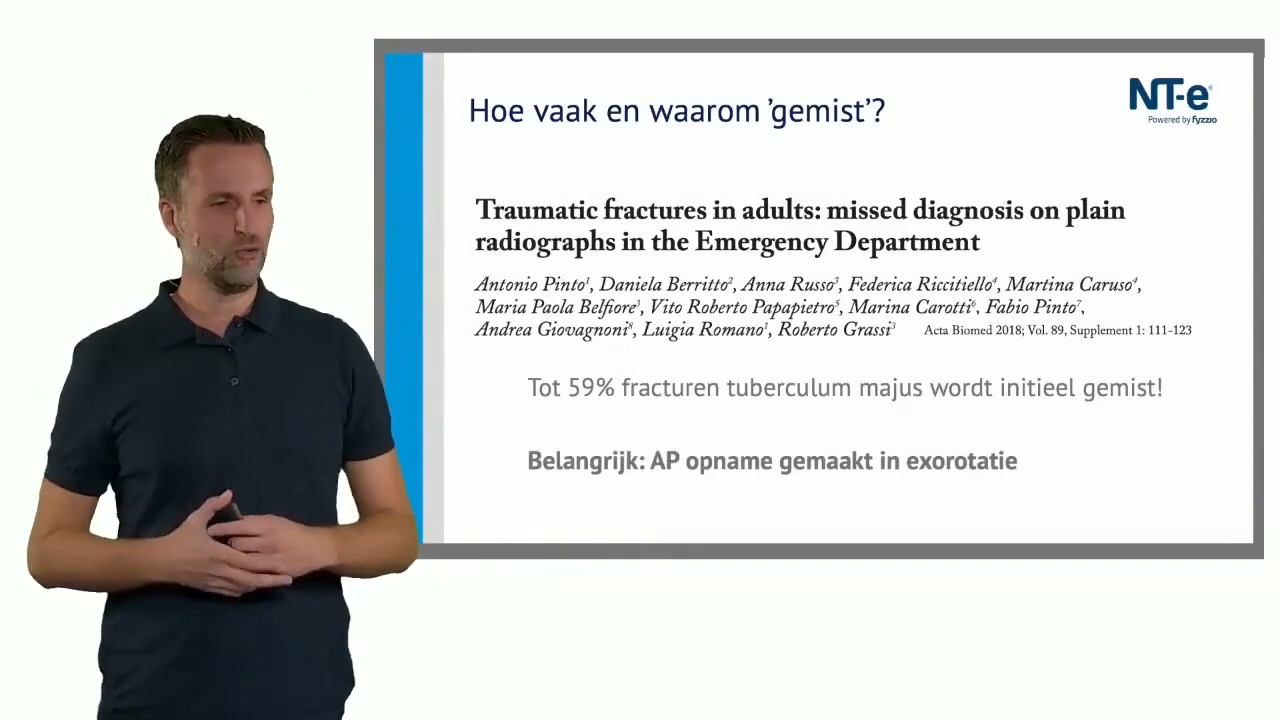 Hoe vaak en waarom 'gemist'?
NT-e®
Powered by fyzzio
Traumatic fractures in adults: missed diagnosis on plain
radiographs in the Emergency Department
Antonio Pinto¹, Daniela Berritto², Anna Russo³, Federica Riccitiello⁴, Martina Caruso⁴,
Maria Paola Belfiore³, Vito Roberto Papapietro⁵, Marina Carotti⁶, Fabio Pinto⁷,
Andrea Giovagnoni⁸, Luigia Romano¹, Roberto Grassi³ Acta Biomed 2018; Vol. 89, Supplement 1: 111-123
Tot 59% fracturen tuberculum majus wordt initieel gemist!
Belangrijk: AP opname gemaakt in exorotatie